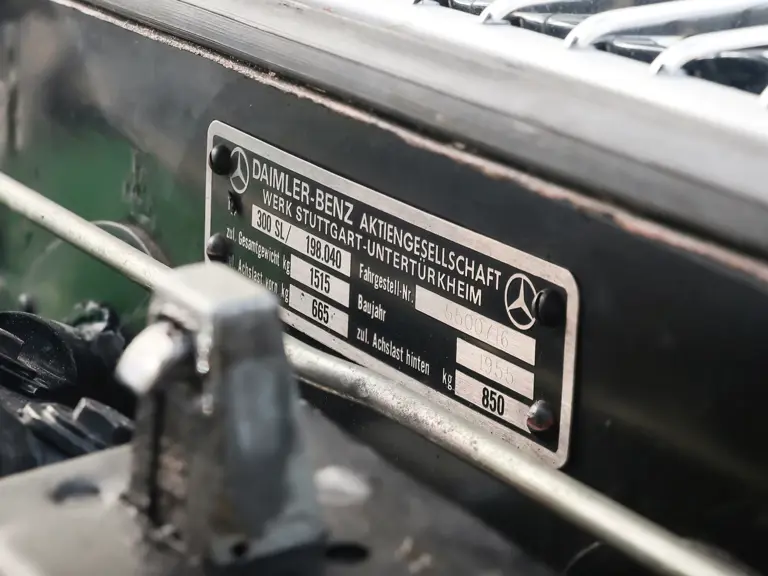 DAIMLER-BENZ AKTIENGESELLSCHAFT
WERK STUTTGART-UNTERTÜRKHEIM
300 SL/ 198.040 Fahrgestell-Nr.
zul. Gesamtgewicht kg 1515 Baujahr 1955
zul. Achslast vorn kg 665 zul. Achslast hinten kg 850